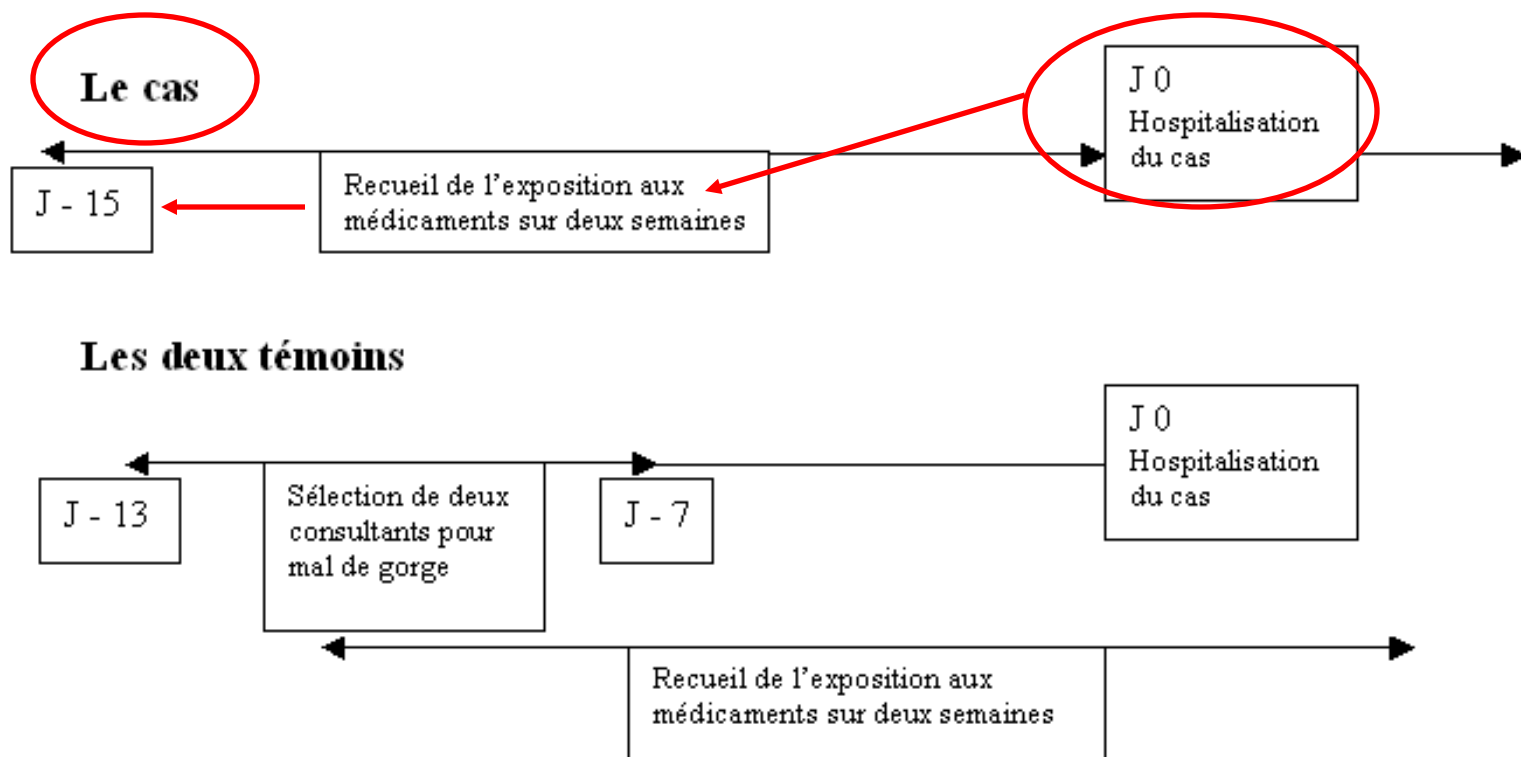 Le cas
J 0
Hospitalisation
du cas
J - 15
Recueil de l’exposition aux
médicaments sur deux semaines
Les deux témoins
J 0
Hospitalisation
du cas
J - 13
Sélection de deux
consultants pour
mal de gorge
J - 7
Recueil de l’exposition aux
médicaments sur deux semaines